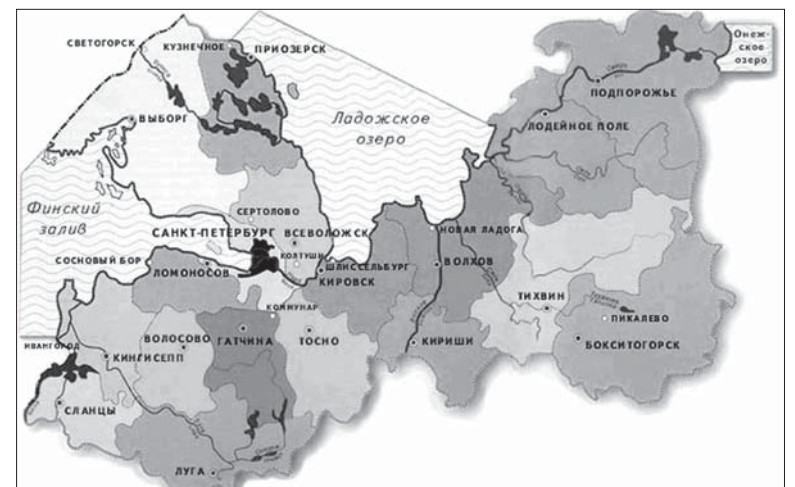 СВЕТОГОРСК
КУЗНЕЧНОЕ
ПРИОЗЕРСК
Онеж-
ское
озеро
ПОДПОРОЖЬЕ
ВЫБОРГ
Ладожское
озеро
ЛОДЕЙНОЕ ПОЛЕ
Финский
залив
СЕРТОЛОВО
САНКТ-ПЕТЕРБУРГ
ВСЕВОЛОЖСК
НОВАЯ ЛАДОГА
СОСНОВЫЙ БОР
КОЛТУШИ
ЛОМОНОСОВ
ШЛИССЕЛЬБУРГ
КИРОВСК
ВОЛХОВ
ТИХВИН
КОММУНАР
ПИКАЛЕВО
ИВАНГОРОД
ВОЛОСОВО
ГАТЧИНА
ТОСНО
КИРИШИ
БОКСИТОГОРСК
КИНГИСЕПП
СЛАНЦЫ
ЛУГА